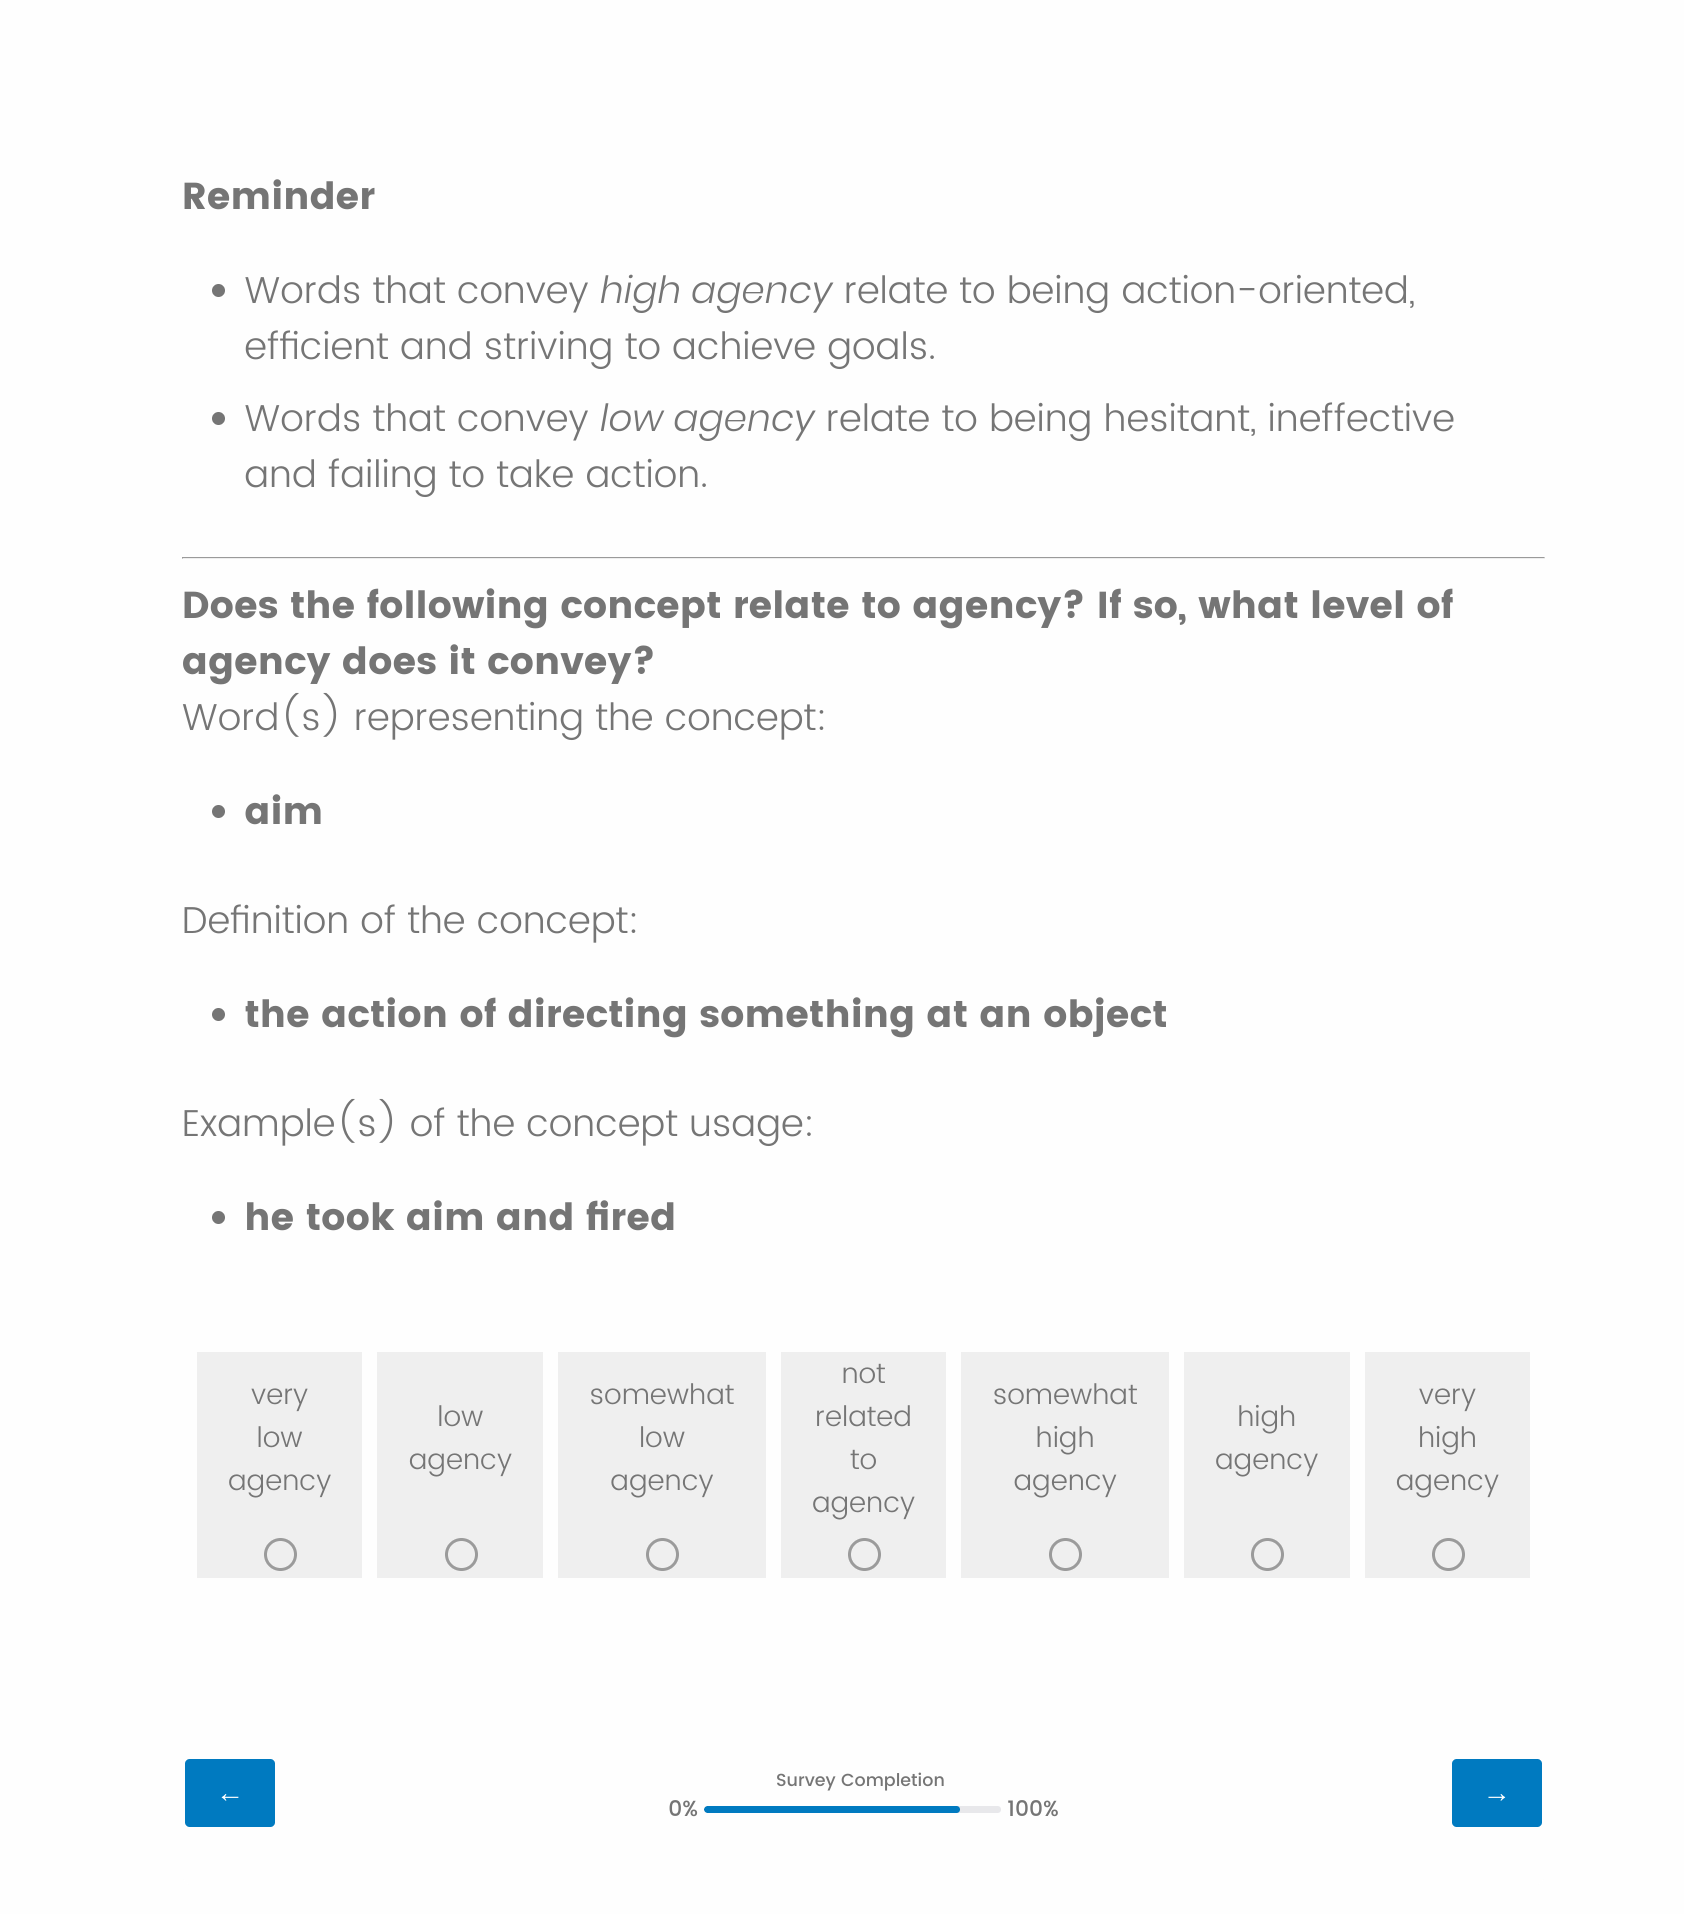 Reminder
• Words that convey high agency relate to being action-oriented,
efficient and striving to achieve goals.
• Words that convey low agency relate to being hesitant, ineffective
and failing to take action.
Does the following concept relate to agency? If so, what level of
agency does it convey?
Word(s) representing the concept:
• aim
Definition of the concept:
• the action of directing something at an object
Example(s) of the concept usage:
• he took aim and fired
very
low
agency
low
agency
somewhat
low
agency
not
related
to
agency
somewhat
high
agency
high
agency
very
high
agency
←
Survey Completion
0% 100%
→